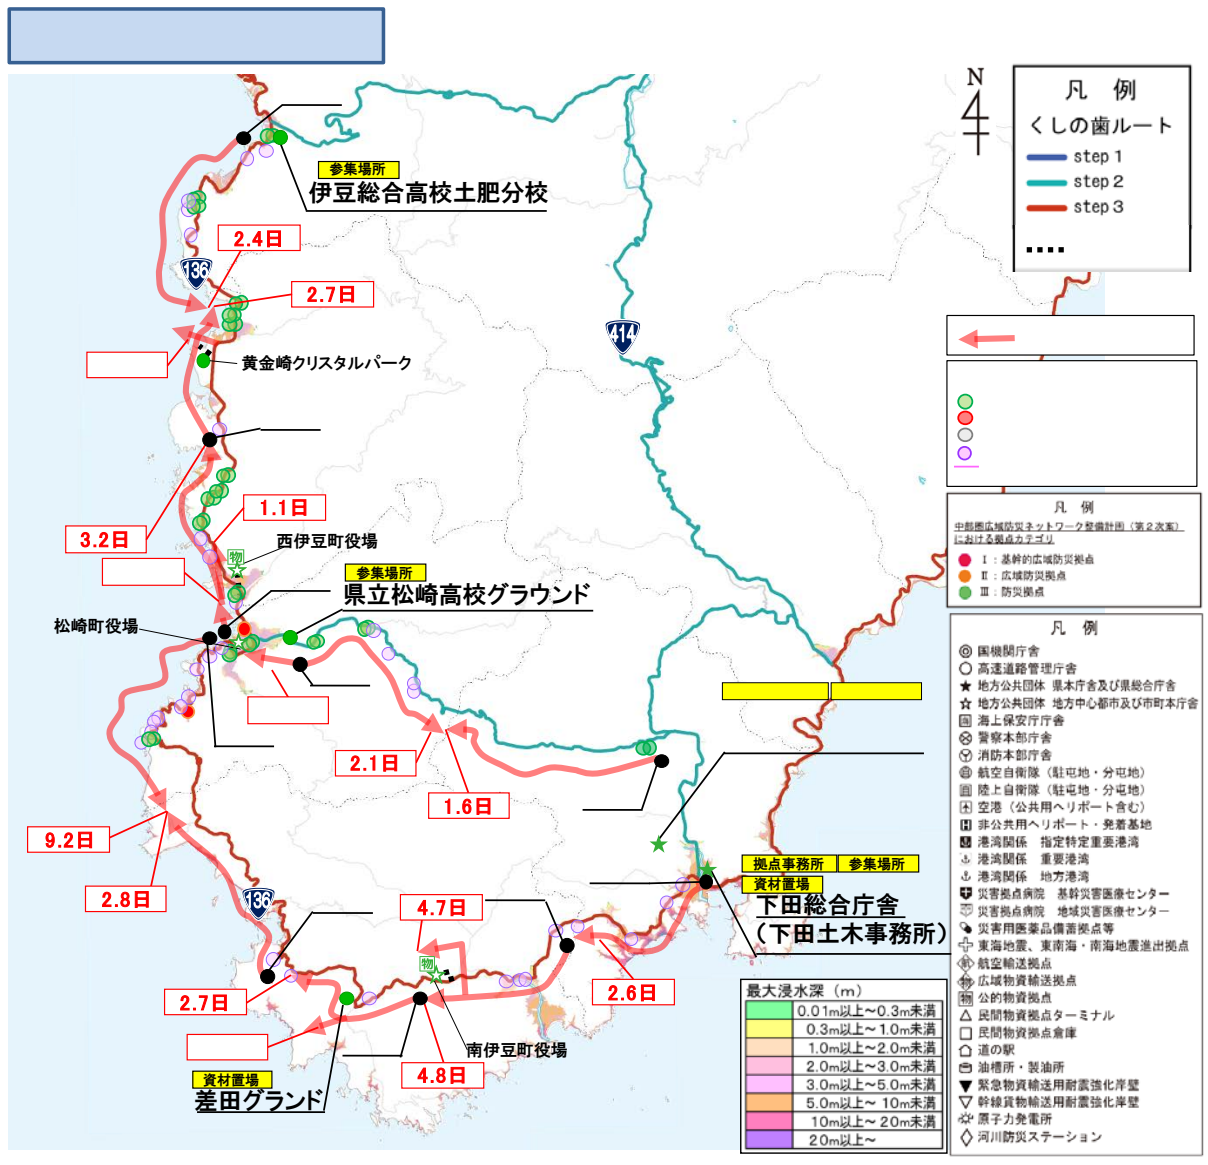 N
凡 例
くしの歯ルート
step 1
step 2
step 3
参集場所
伊豆総合高校土肥分校
2.4日
136
2.7日
414
黄金崎クリスタルパーク
3.2日
1.1日
西伊豆町役場
物
参集場所
県立松崎高校グラウンド
松崎町役場
凡 例
中部圏広域防災ネットワーク整備計画（第２次案）
における拠点カテゴリ
Ⅰ：基幹的広域防災拠点
Ⅱ：広域防災拠点
Ⅲ：防災拠点
2.1日
1.6日
9.2日
2.8日
136
4.7日
物
2.7日
2.6日
4.8日
南伊豆町役場
資材置場
差田グランド
拠点事務所
参集場所
資材置場
下田総合庁舎
（下田土木事務所）
最大浸水深（m）
0.01m以上～0.3m未満
0.3m以上～1.0m未満
1.0m以上～2.0m未満
2.0m以上～3.0m未満
3.0m以上～5.0m未満
5.0m以上～10m未満
10m以上～20m未満
20m以上～
凡 例
国機関庁舎
高速道路管理庁舎
地方公共団体 県本庁舎及び県総合庁舎
地方公共団体 地方中心都市及び市町村本庁舎
海上保安庁庁舎
警察本部庁舎
消防本部庁舎
航空自衛隊（駐屯地・分屯地）
陸上自衛隊（駐屯地・分屯地）
空港（公共用ヘリポート含む）
非公共用ヘリポート・発着基地
港湾関係 指定特定重要港湾
港湾関係 重要港湾
港湾関係 地方港湾
災害拠点病院 基幹災害医療センター
災害拠点病院 地域災害医療センター
災害用医薬品備蓄拠点等
東海地震、東南海・南海地震進出拠点
航空輸送拠点
広域物資輸送拠点
公的物資拠点
民間物資拠点ターミナル
民間物資拠点倉庫
道の駅
油槽所・製油所
緊急物資輸送用耐震強化岸壁
幹線貨物輸送用耐震強化岸壁
原子力発電所
河川防災ステーション